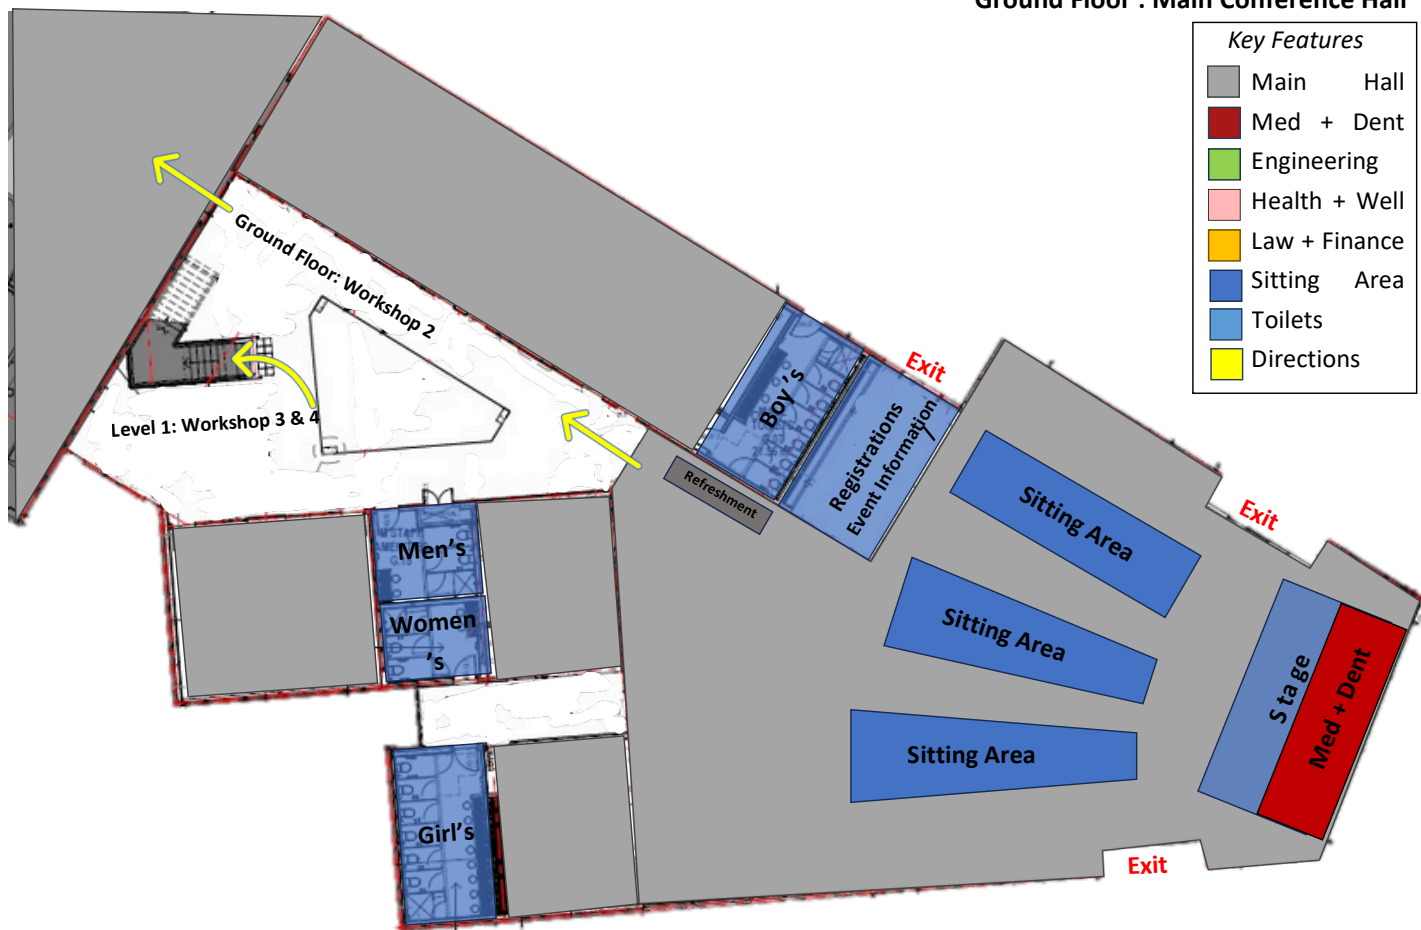 Ground Floor : Main Conference Hall
Key Features
Main Hall
Med + Dent
Engineering
Health + Well
Law + Finance
Sitting Area
Toilets
Directions
Ground Floor: Workshop 2
Level 1: Workshop 3 & 4
Boy's
Exit
Registrations /
Event Information
Refreshment
Sitting Area
Exit
Men's
Women
's
Sitting Area
Stage
Med + Dent
Sitting Area
Girl's
Exit